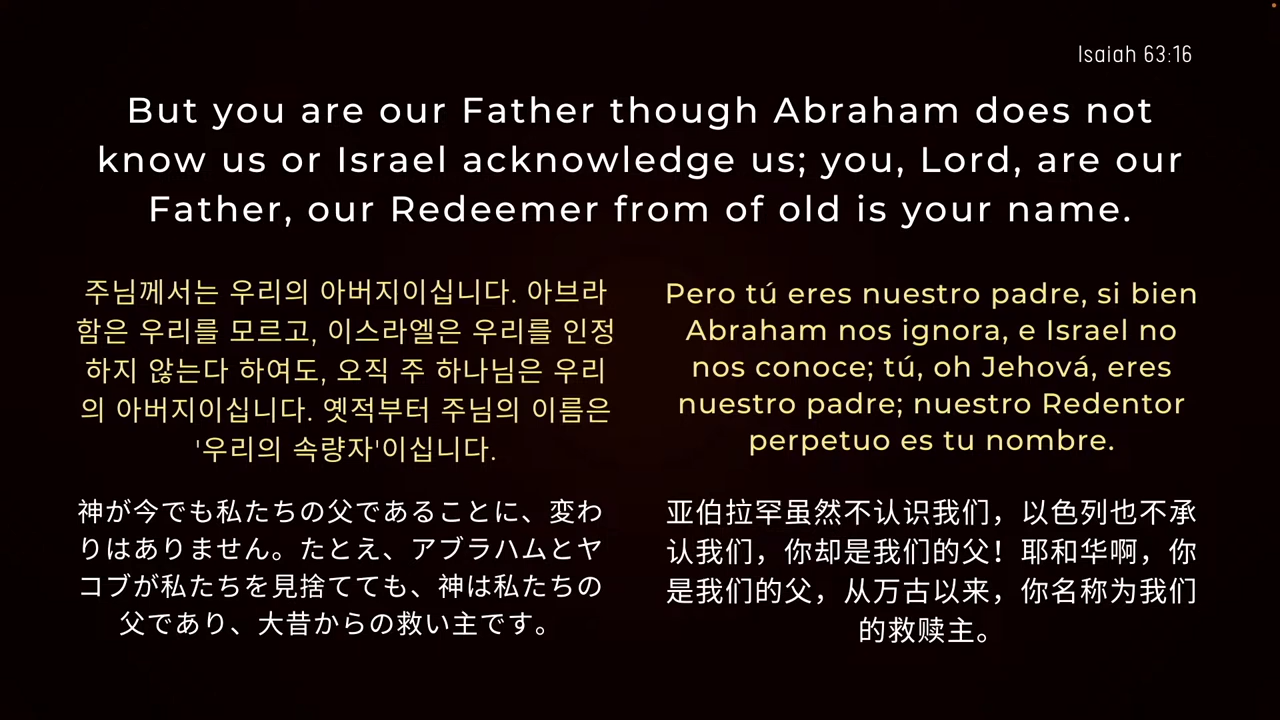 Isaiah 63:16
But you are our Father though Abraham does not
know us or Israel acknowledge us; you, Lord, are our
Father, our Redeemer from of old is your name.
주님께서는 우리의 아버지이십니다. 아브라
함은 우리를 모르고, 이스라엘은 우리를 인정
하지 않는다 하여도, 오직 주 하나님은 우리
의 아버지이십니다. 옛적부터 주님의 이름은
'우리의 속량자'이십니다.
Pero tú eres nuestro padre, si bien
Abraham nos ignora, e Israel no
nos conoce; tú, oh Jehová, eres
nuestro padre; nuestro Redentor
perpetuo es tu nombre.
神が今でも私たちの父であることに、変わ
りはありません。たとえ、アブラハムとヤ
コブが私たちを見捨てても、神は私たちの
父であり、大昔からの救い主です。
亚伯拉罕虽然不认识我们，以色列也不承
认我们，你却是我们的父！耶和华啊，你
是我们的父，从万古以来，你名称为我们
的救赎主。